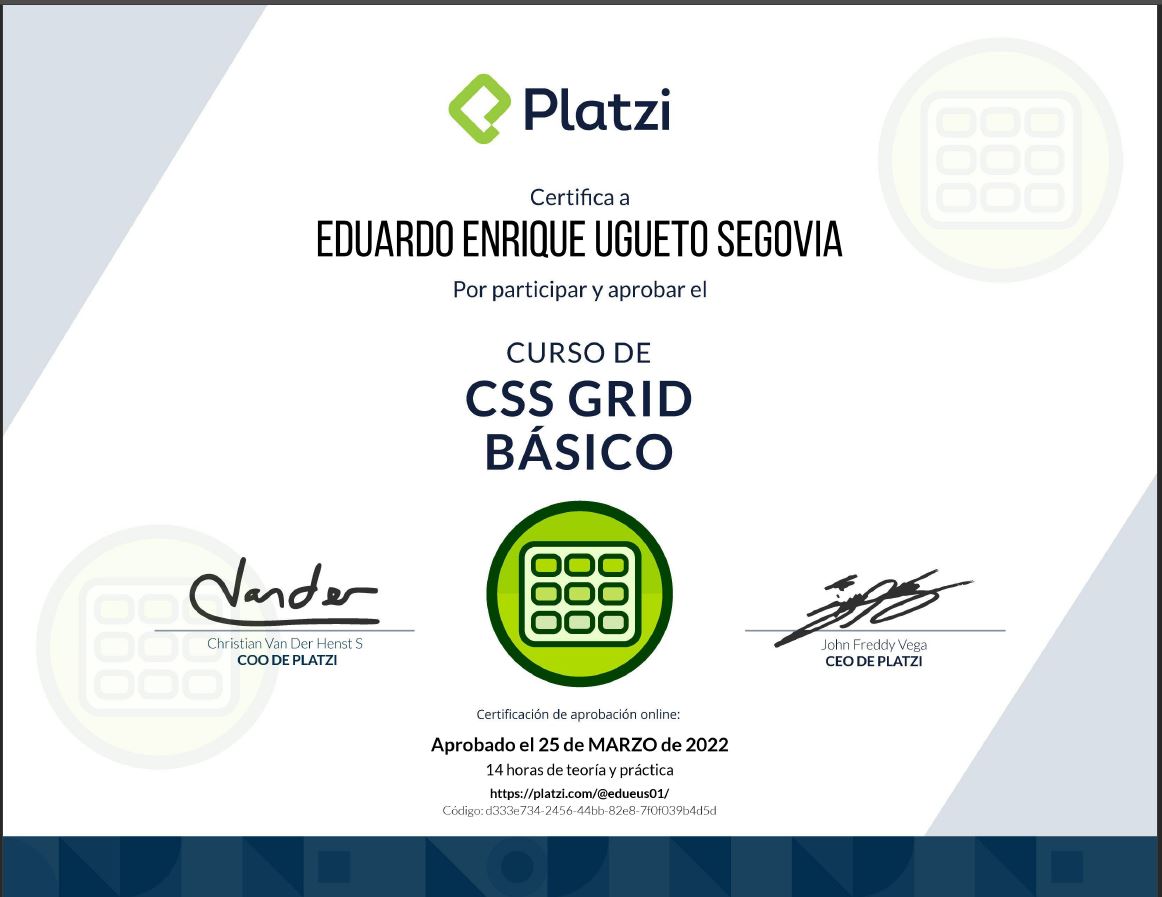 Platzi
Certifica a
EDUARDO ENRIQUE UGUETO SEGOVIA
Por participar y aprobar el
CURSO DE
CSS GRID
BÁSICO
Christian Van Der Henst S
COO DE PLATZI
John Freddy Vega
CEO DE PLATZI
Certificación de aprobación online:
Aprobado el 25 de MARZO de 2022
14 horas de teoría y práctica
https://platzi.com/@edueus01/
Código: d333e734-2456-44bb-82e8-7f0f039b4d5d